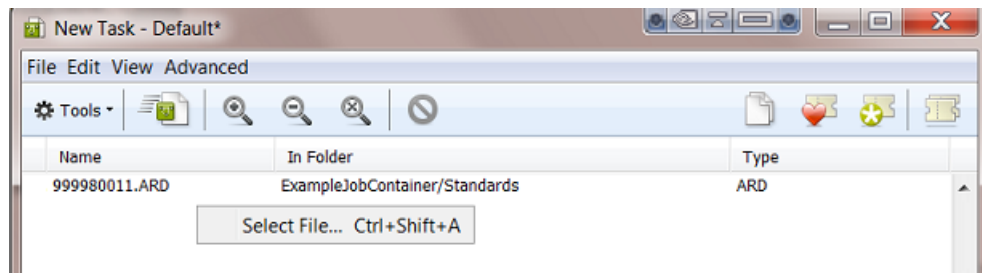 New Task - Default*
File Edit View Advanced
Tools
Name In Folder Type
999980011.ARD ExampleJobContainer/Standards ARD
Select File... Ctrl+Shift+A